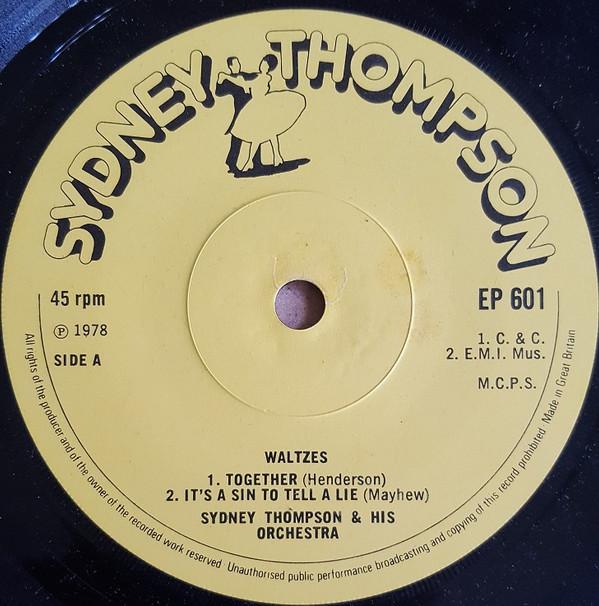 SYDNEY THOMPSON
45 rpm
Ⓟ 1978
SIDE A
EP 601
1. C. & C.
2. E.M.I. Mus.
M.C.P.S.
WALTZES
1. TOGETHER (Henderson)
2. IT'S A SIN TO TELL A LIE (Mayhew)
SYDNEY THOMPSON & HIS
ORCHESTRA
All rights of the producer and of the owner of the recorded work reserved Unauthorised public performance broadcasting and copying of this record prohibited Made in Great Britain